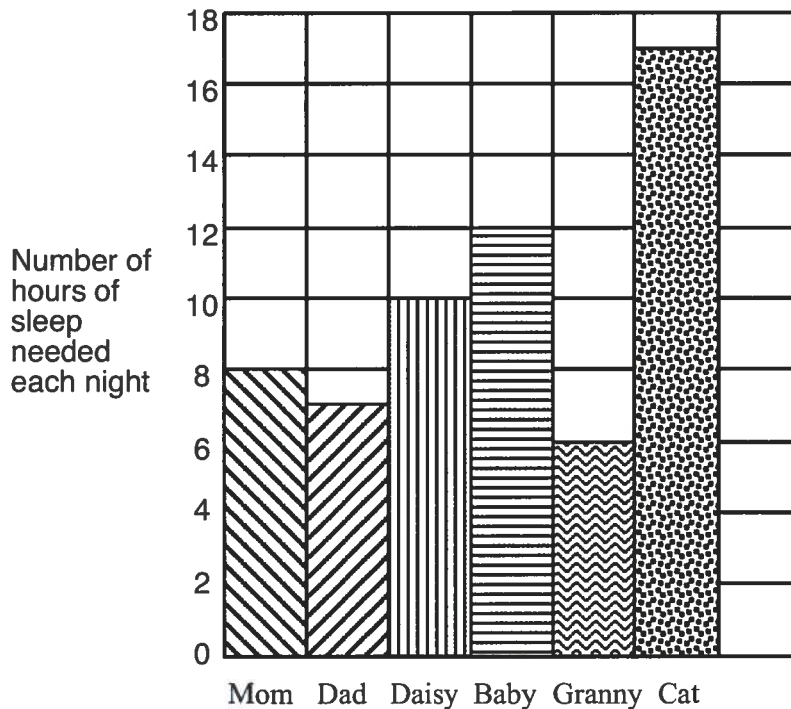 18
16
14
12
10
8
6
4
2
0
Number of
hours of
sleep
needed
each night
Mom Dad Daisy Baby Granny Cat